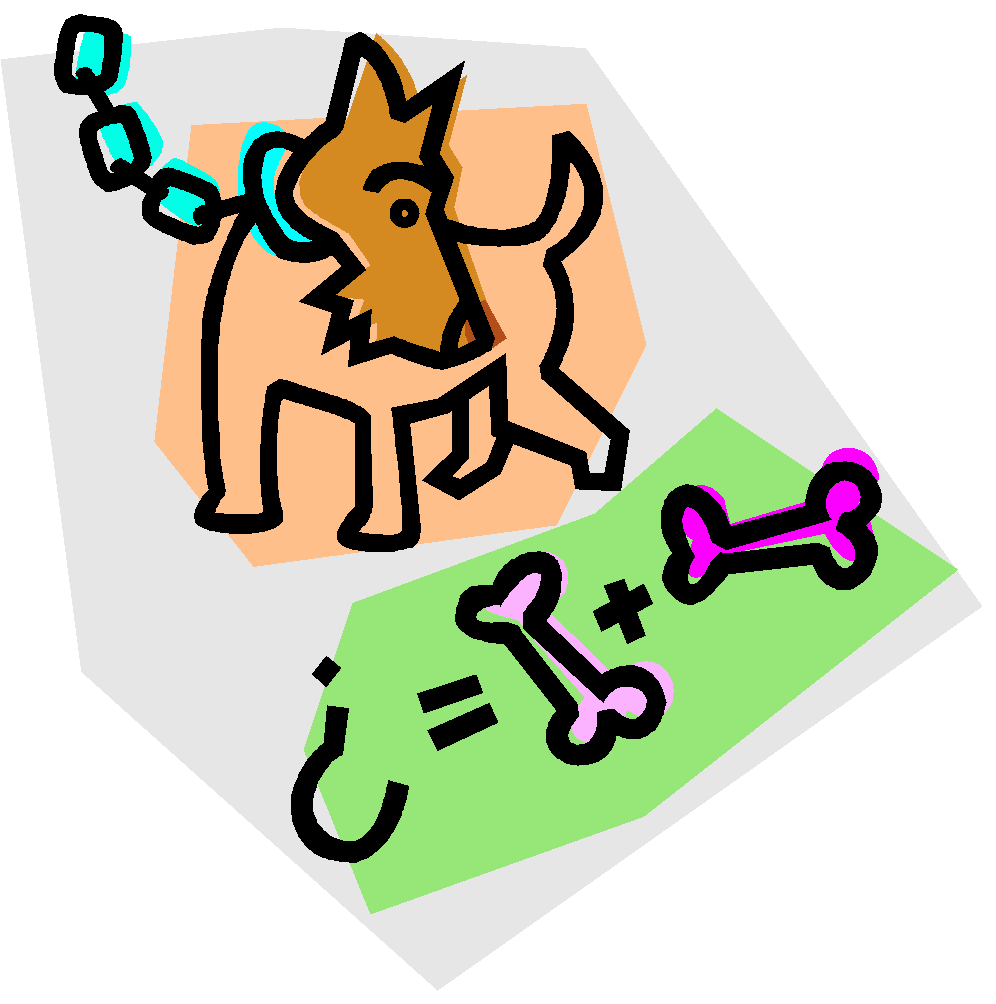 ¿ = +